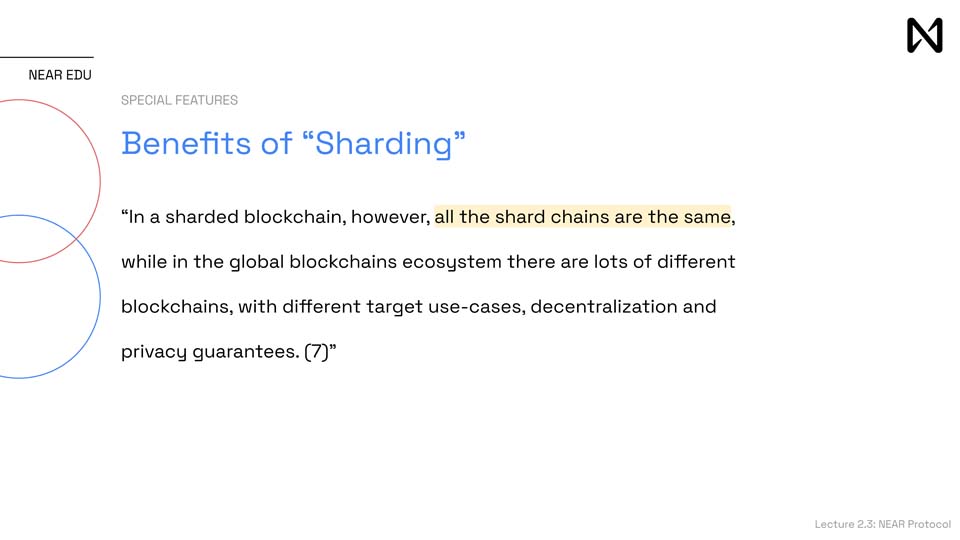 NEAR EDU
SPECIAL FEATURES
Benefits of “Sharding”
“In a sharded blockchain, however, all the shard chains are the same,
while in the global blockchains ecosystem there are lots of different
blockchains, with different target use-cases, decentralization and
privacy guarantees. (7)”
Lecture 2.3: NEAR Protocol